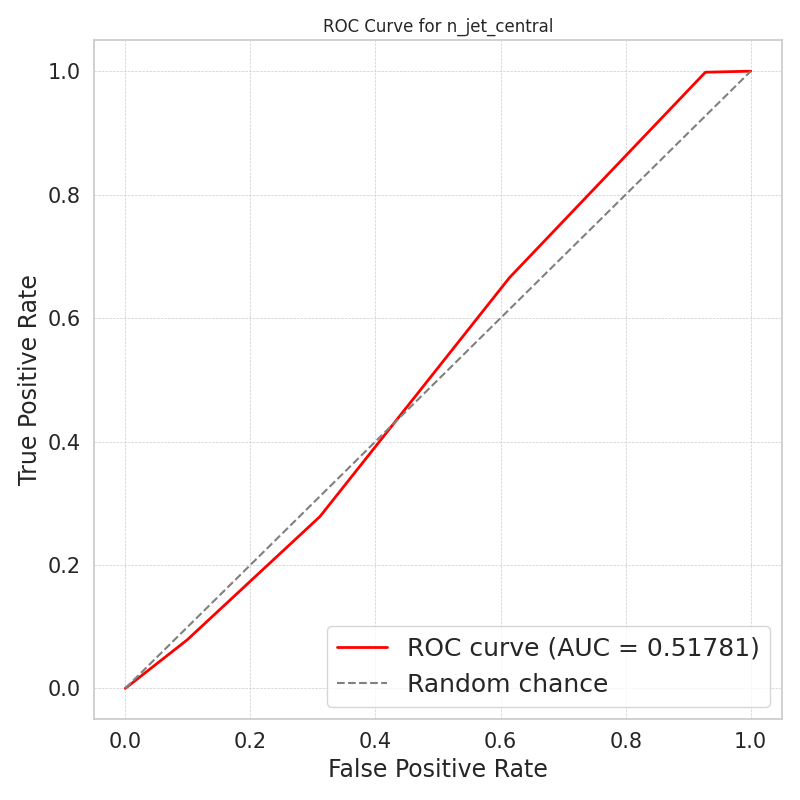 ROC Curve for n_jet_central
1.0
0.8
0.6
0.4
0.2
0.0
True Positive Rate
ROC curve (AUC = 0.51781)
Random chance
0.0 0.2 0.4 0.6 0.8 1.0
False Positive Rate